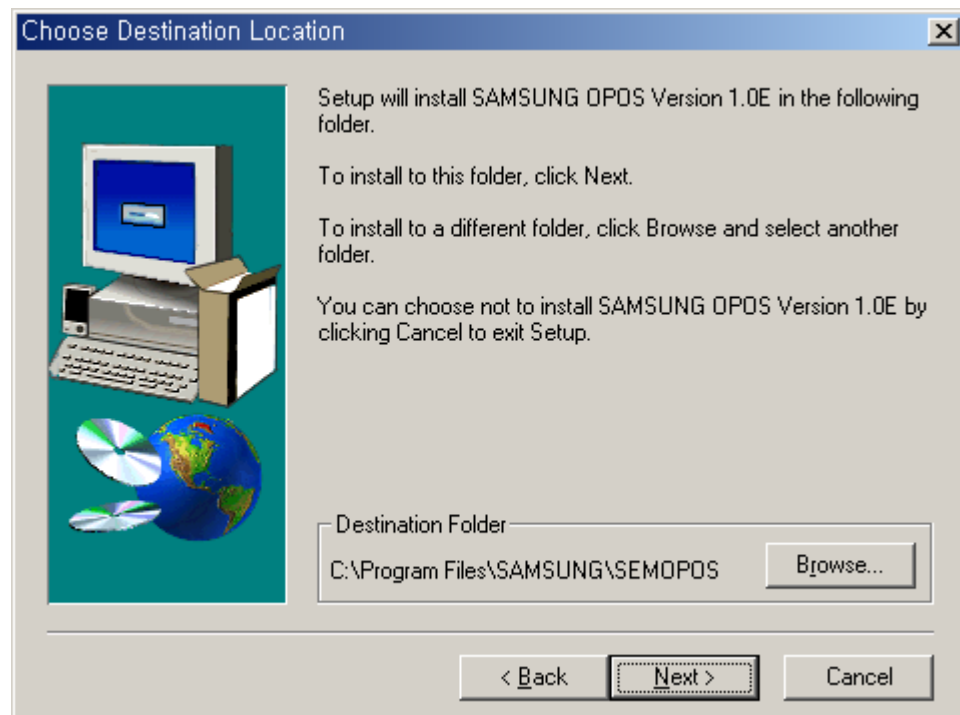 Choose Destination Location
Setup will install SAMSUNG OPOS Version 1.0E in the following
folder.
To install to this folder, click Next.
To install to a different folder, click Browse and select another
folder.
You can choose not to install SAMSUNG OPOS Version 1.0E by
clicking Cancel to exit Setup.
Destination Folder
C:\Program Files\SAMSUNG\SEMOPOS
Browse...
< Back
Next >
Cancel